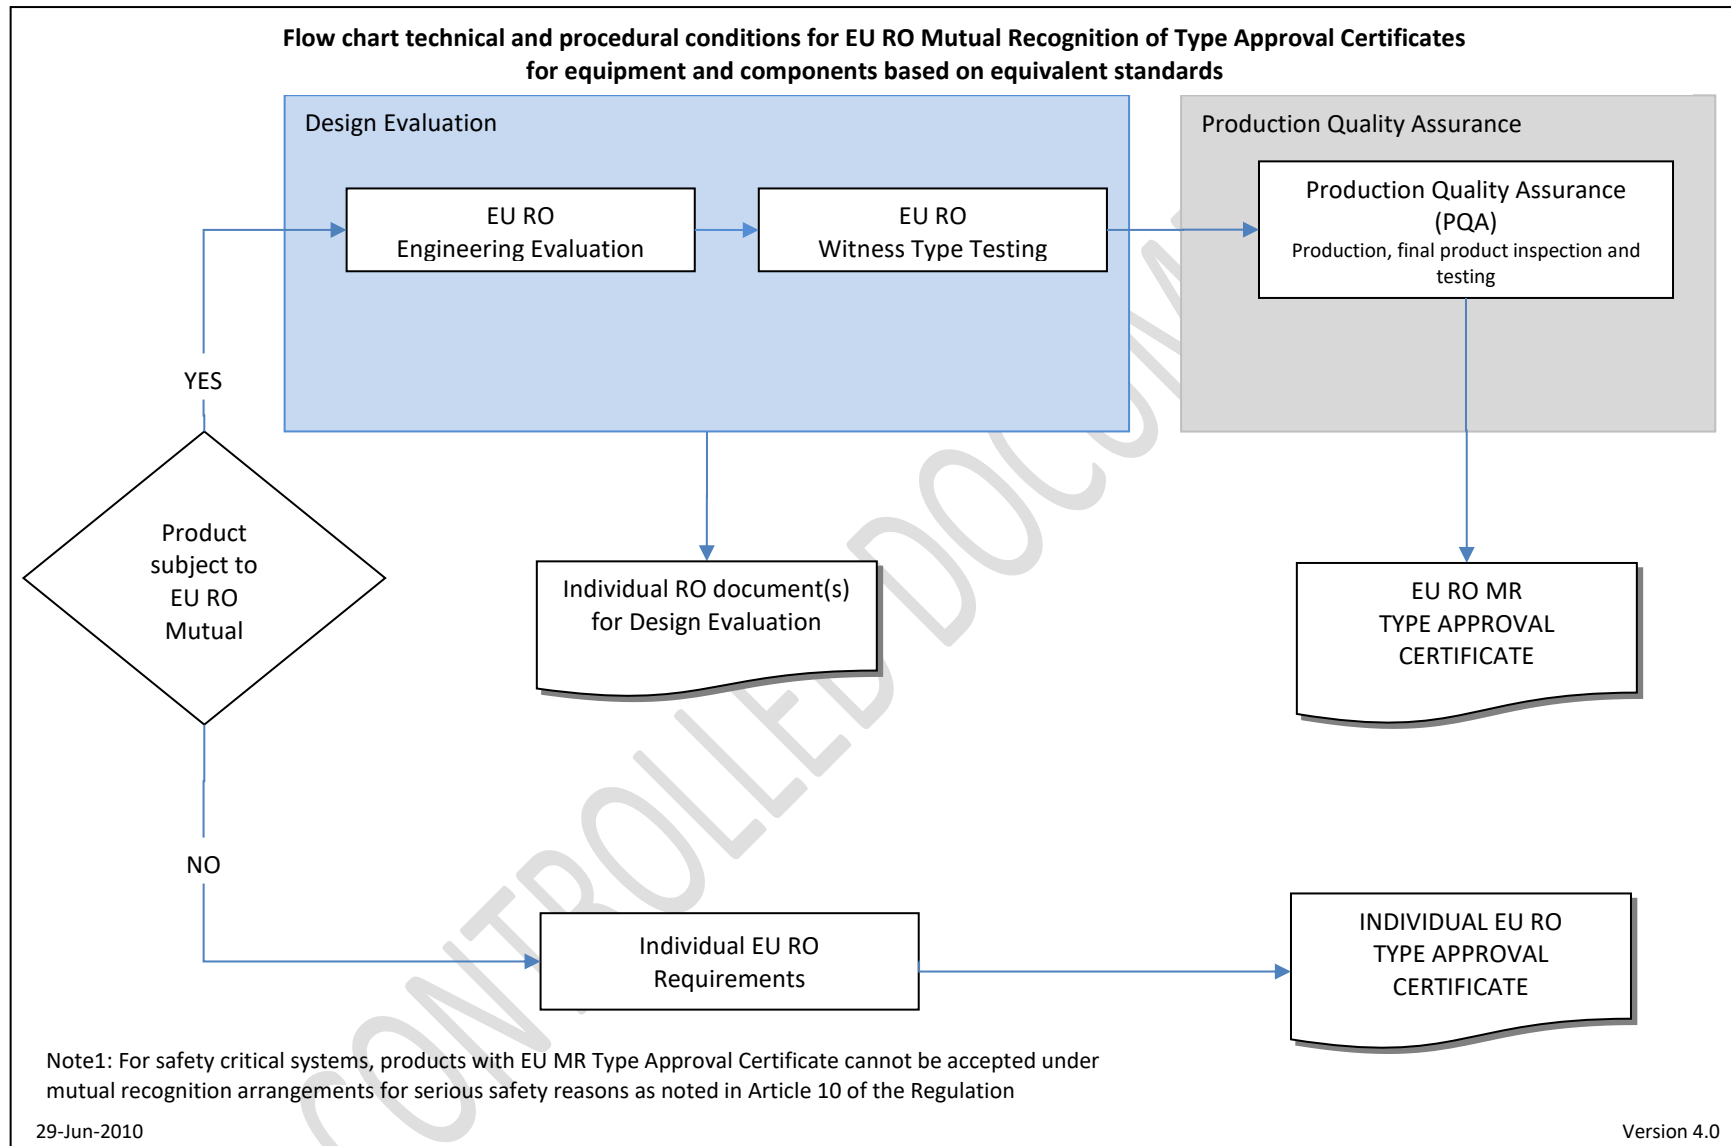 Flow chart technical and procedural conditions for EU RO Mutual Recognition of Type Approval Certificates
for equipment and components based on equivalent standards
Design Evaluation
Production Quality Assurance
EU RO
Engineering Evaluation
EU RO
Witness Type Testing
Production Quality Assurance
(PQA)
Production, final product inspection and
testing
YES
Product
subject to
EU RO
Mutual
Individual RO document(s)
for Design Evaluation
EU RO MR
TYPE APPROVAL
CERTIFICATE
NO
Individual EU RO
Requirements
INDIVIDUAL EU RO
TYPE APPROVAL
CERTIFICATE
CONTROLLED DOCUM
Note1: For safety critical systems, products with EU MR Type Approval Certificate cannot be accepted under
mutual recognition arrangements for serious safety reasons as noted in Article 10 of the Regulation
29-Jun-2010
Version 4.0